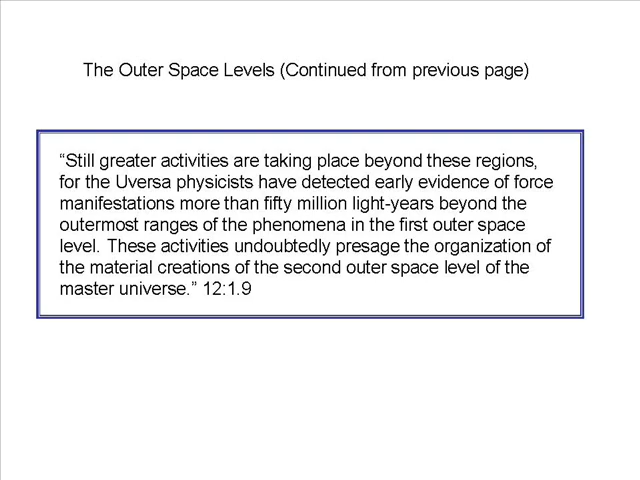 The Outer Space Levels (Continued from previous page)
“Still greater activities are taking place beyond these regions,
for the Uversa physicists have detected early evidence of force
manifestations more than fifty million light-years beyond the
outermost ranges of the phenomena in the first outer space
level. These activities undoubtedly presage the organization of
the material creations of the second outer space level of the
master universe.” 12:1.9